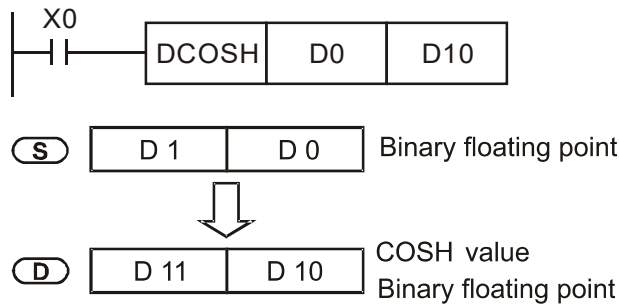 X0
DCOSH D0 D10
S D 1 D 0 Binary floating point
D D 11 D 10 COSH value
Binary floating point